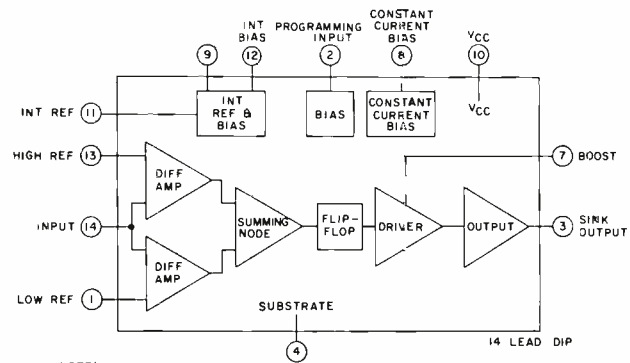 INT
BIAS
PROGRAMMING
INPUT
CONSTANT
CURRENT
BIAS
VCC
9
12
2
8
10
INT REF 11
INT
REF &
BIAS
BIAS
CONSTANT
CURRENT
BIAS
VCC
HIGH REF 13
7 BOOST
DIFF
AMP
INPUT 14
SUMMING
NODE
FLIP-
FLOP
DRIVER
OUTPUT
3 SINK
OUTPUT
DIFF
AMP
LOW REF 1
SUBSTRATE
4
14 LEAD DIP